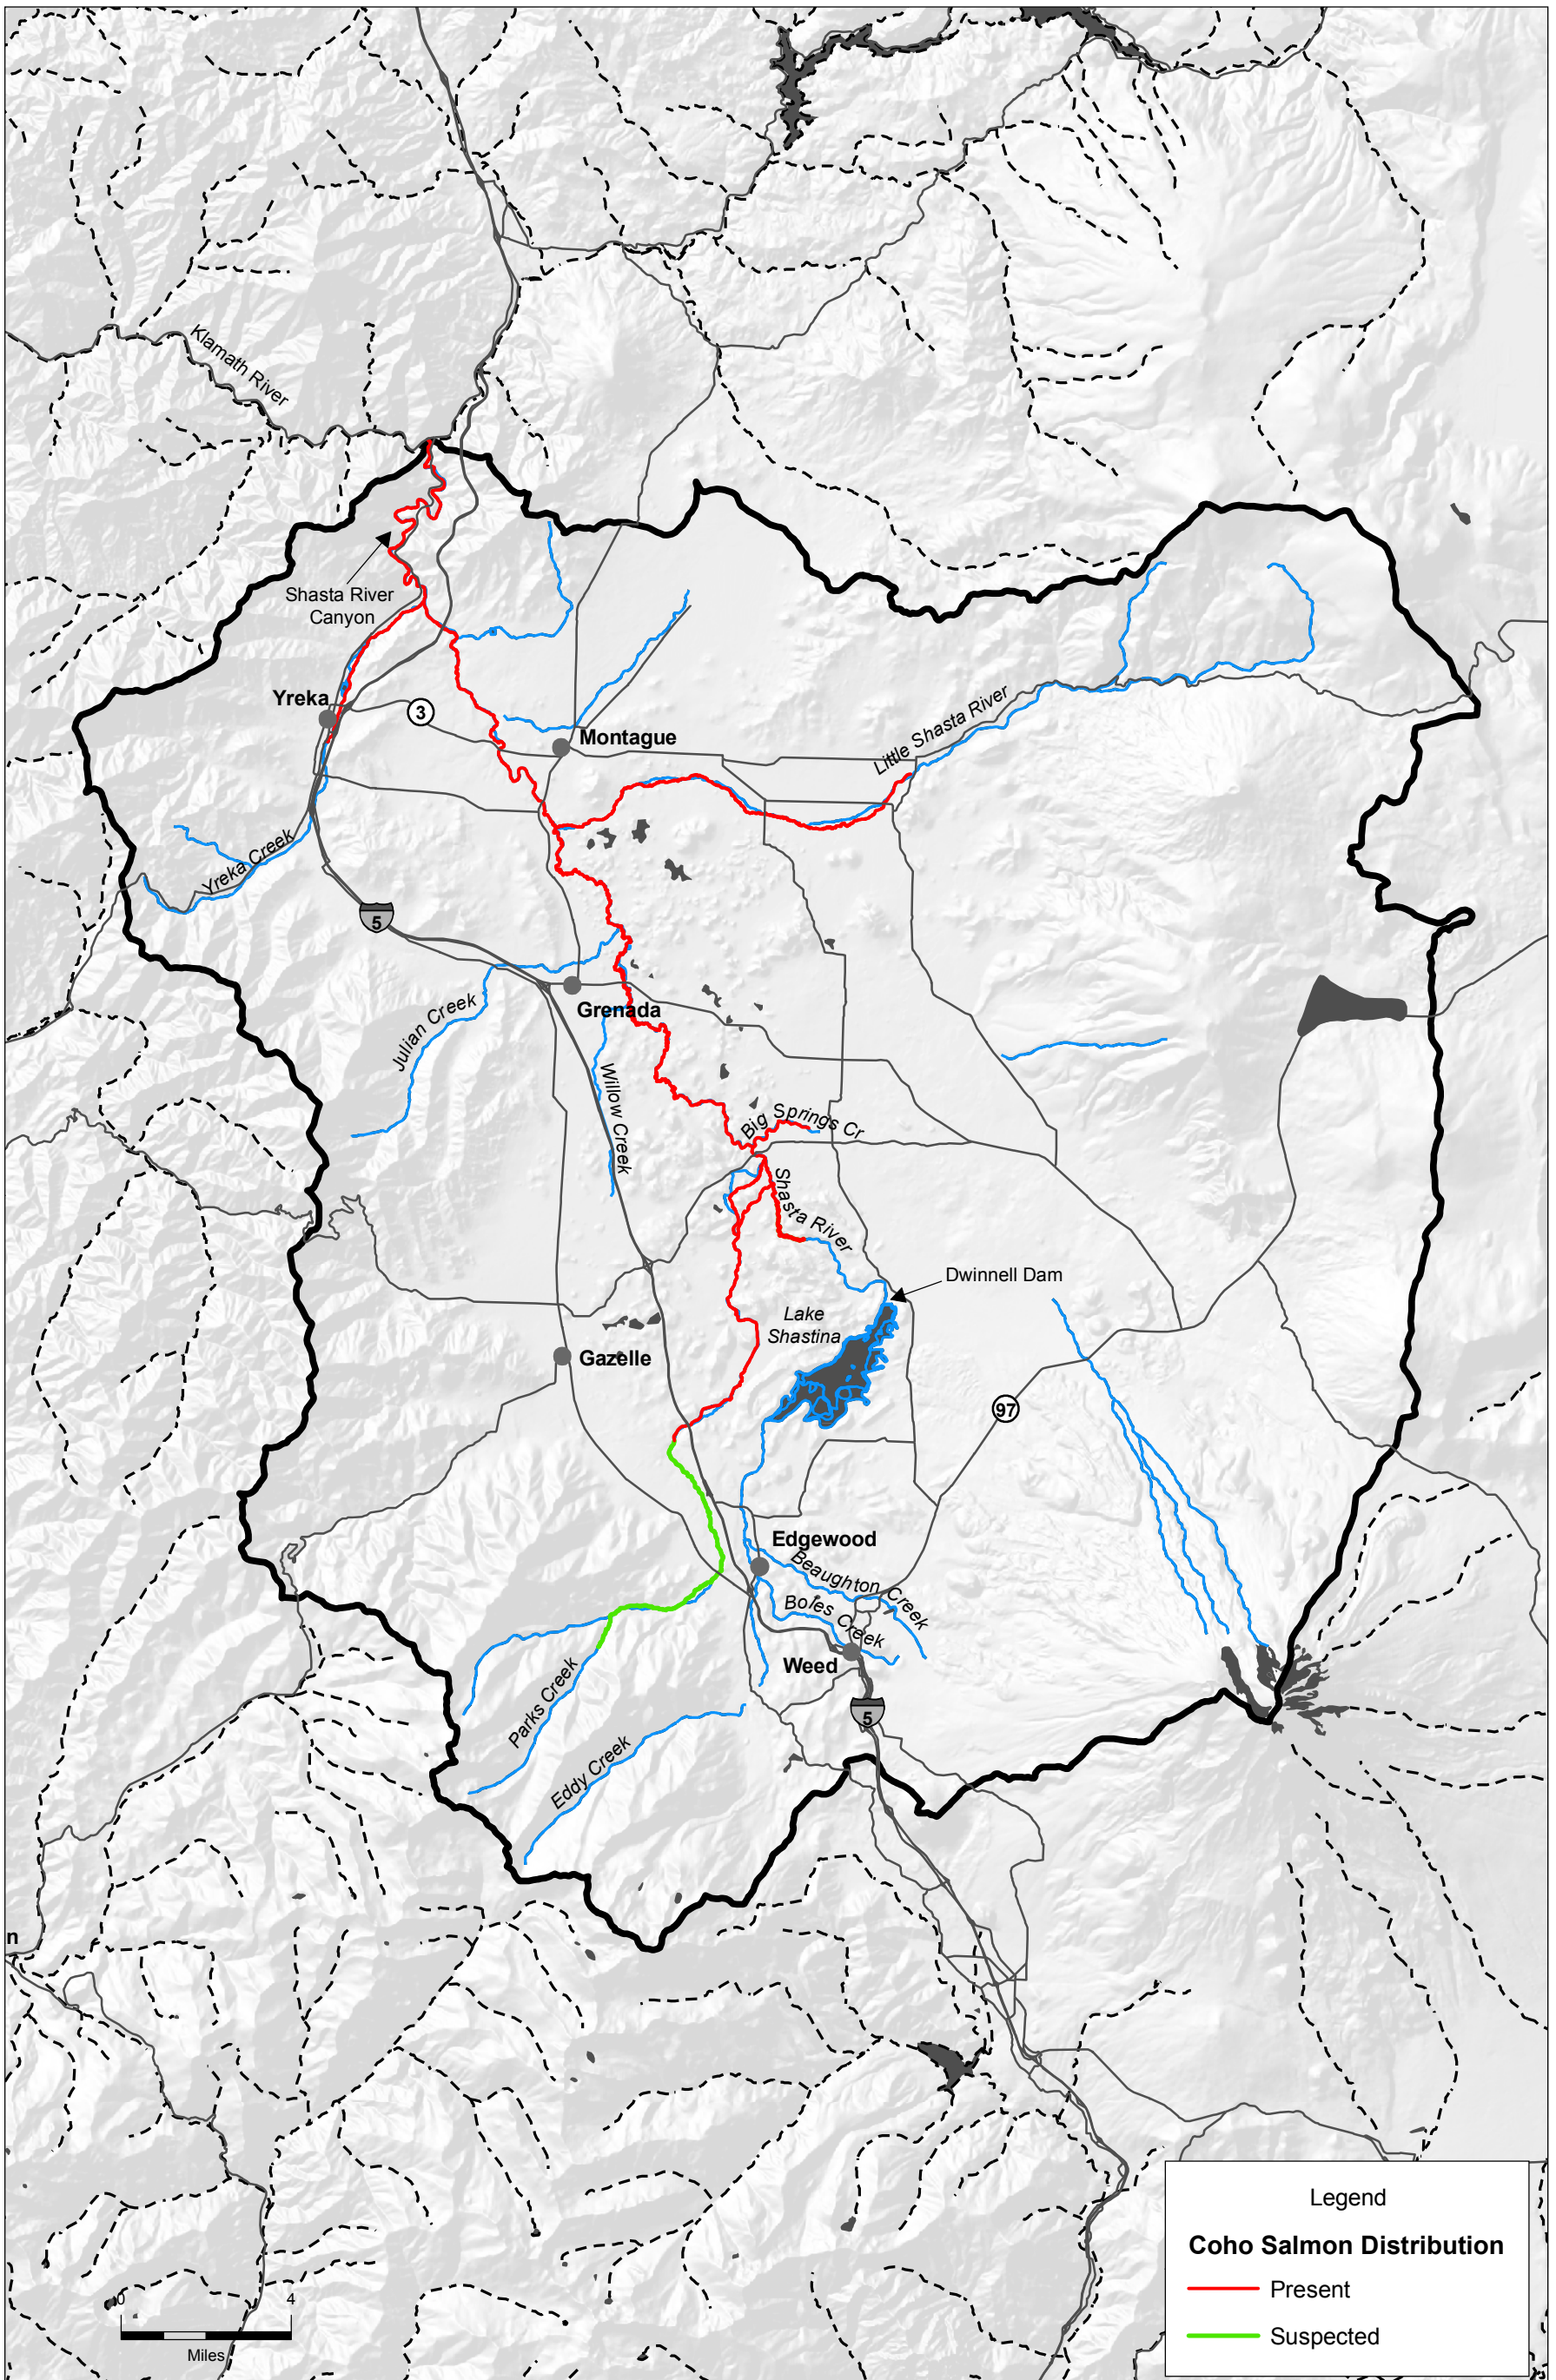 Klamath River
Shasta River
Canyon
Yreka
3
Montague
Little Shasta River
Yreka Creek
5
Grenada
Julian Creek
Willow Creek
Big Springs Cr
Shasta River
Dwinnell Dam
Lake
Shastina
Gazelle
97
Edgewood
Beaughton Creek
Boles Creek
Weed
Parks Creek
5
Eddy Creek
n
Legend
Coho Salmon Distribution
Present
Suspected
0 4
Miles